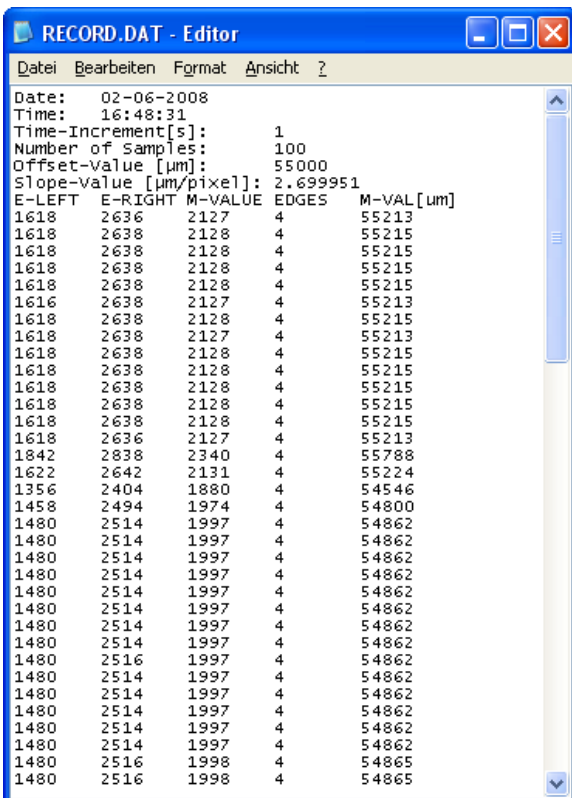 RECORD.DAT - Editor
Datei Bearbeiten Format Ansicht ?
Date: 02-06-2008
Time: 16:48:31
Time-Increment[s]: 1
Number of Samples: 100
Offset-Value [µm]: 55000
Slope-Value [µm/pixel]: 2.699951
E-LEFT E-RIGHT M-VALUE EDGES M-VAL[um]
1618 2636 2127 4 55213
1618 2638 2128 4 55215
1618 2638 2128 4 55215
1618 2638 2128 4 55215
1616 2638 2127 4 55213
1618 2638 2128 4 55215
1618 2638 2127 4 55213
1618 2638 2128 4 55215
1618 2638 2128 4 55215
1618 2638 2128 4 55215
1618 2638 2128 4 55215
1618 2638 2128 4 55215
1618 2636 2127 4 55213
1842 2838 2340 4 55788
1622 2642 2131 4 55224
1356 2404 1880 4 54546
1458 2494 1974 4 54800
1480 2514 1997 4 54862
1480 2514 1997 4 54862
1480 2514 1997 4 54862
1480 2514 1997 4 54862
1480 2514 1997 4 54862
1480 2514 1997 4 54862
1480 2514 1997 4 54862
1480 2514 1997 4 54862
1480 2516 1997 4 54862
1480 2514 1997 4 54862
1480 2514 1997 4 54862
1480 2514 1997 4 54862
1480 2514 1997 4 54862
1480 2514 1997 4 54862
1480 2516 1998 4 54865
1480 2516 1998 4 54865